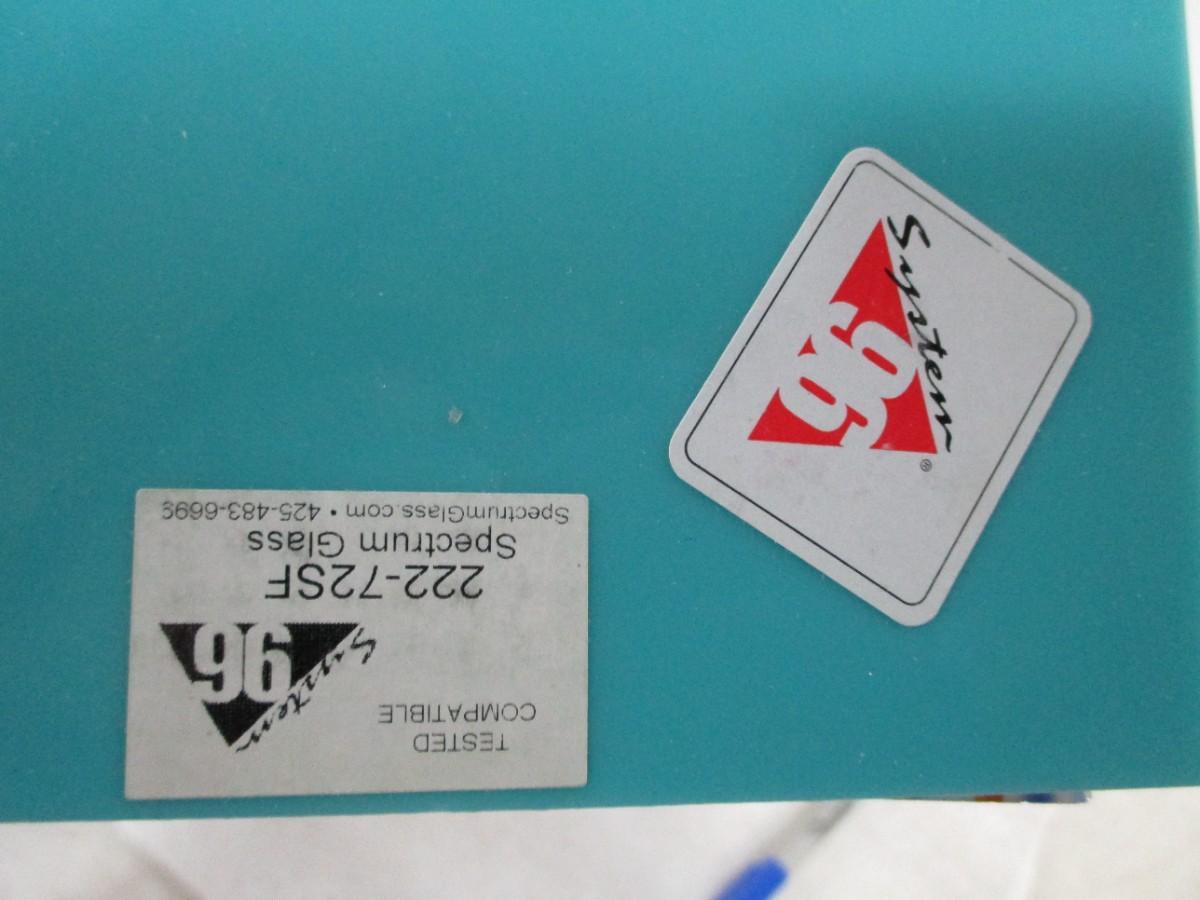 System
96
®
TESTED
COMPATIBLE
System
96
222-72SF
Spectrum Glass
SpectrumGlass.com • 425-483-6699